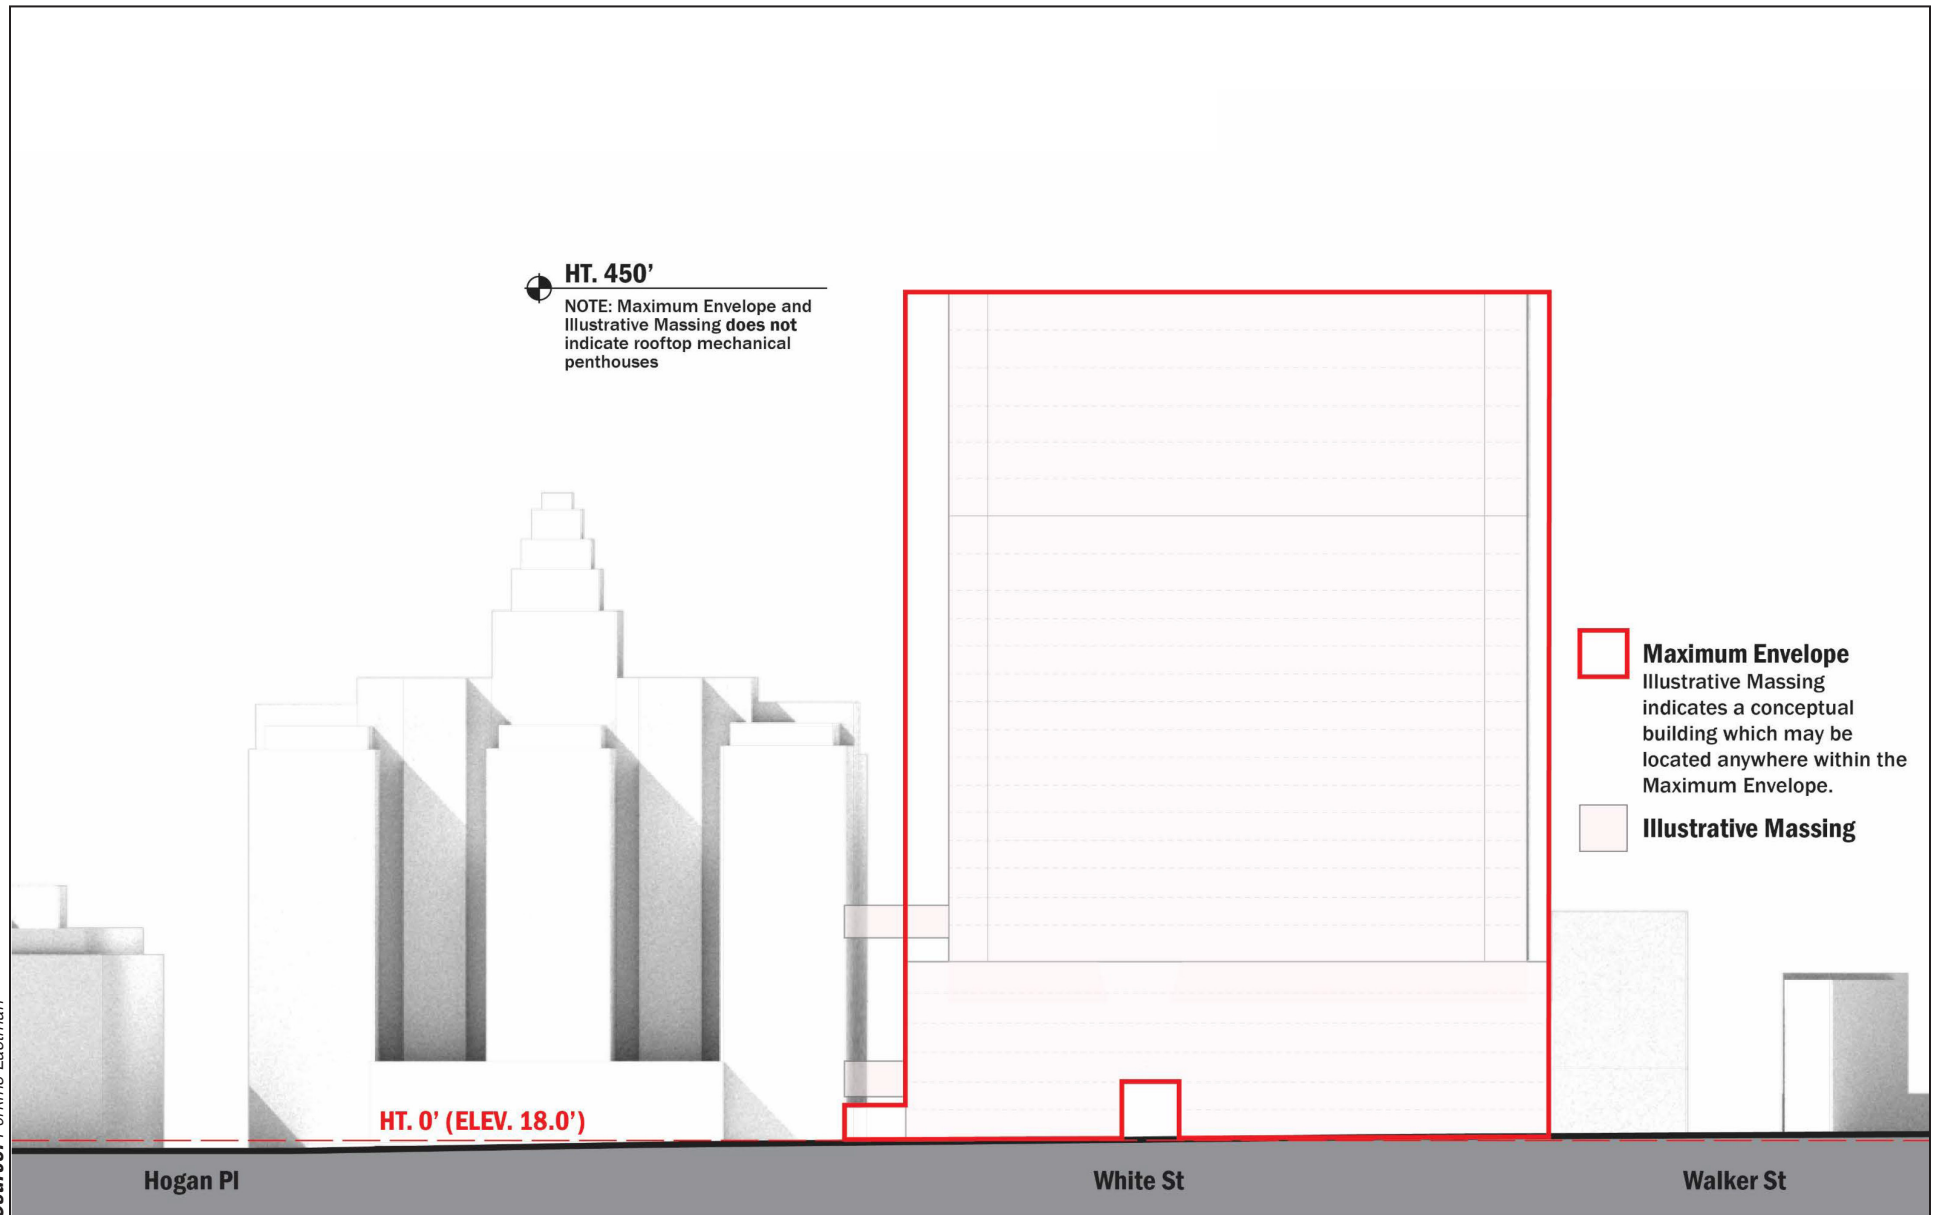 HT. 450’
NOTE: Maximum Envelope and
Illustrative Massing does not
indicate rooftop mechanical
penthouses
Maximum Envelope
Illustrative Massing
indicates a conceptual
building which may be
located anywhere within the
Maximum Envelope.
Illustrative Massing
HT. 0’ (ELEV. 18.0’)
Hogan Pl
White St
Walker St